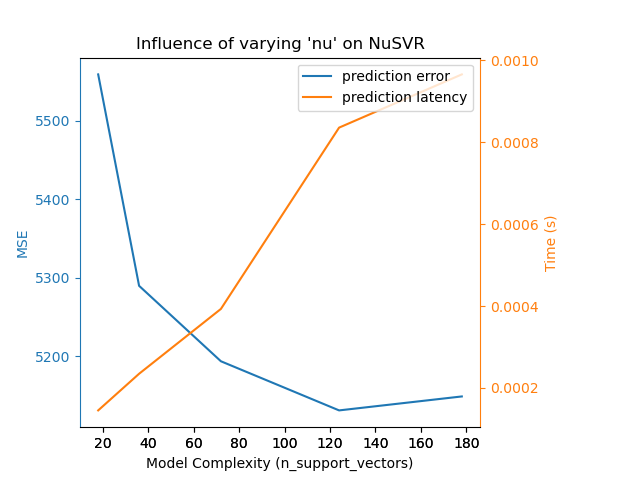 Influence of varying 'nu' on NuSVR
prediction error
prediction latency
MSE
5500
5400
5300
5200
0.0010
0.0008
0.0006
0.0004
0.0002
Time (s)
20 40 60 80 100 120 140 160 180
Model Complexity (n_support_vectors)